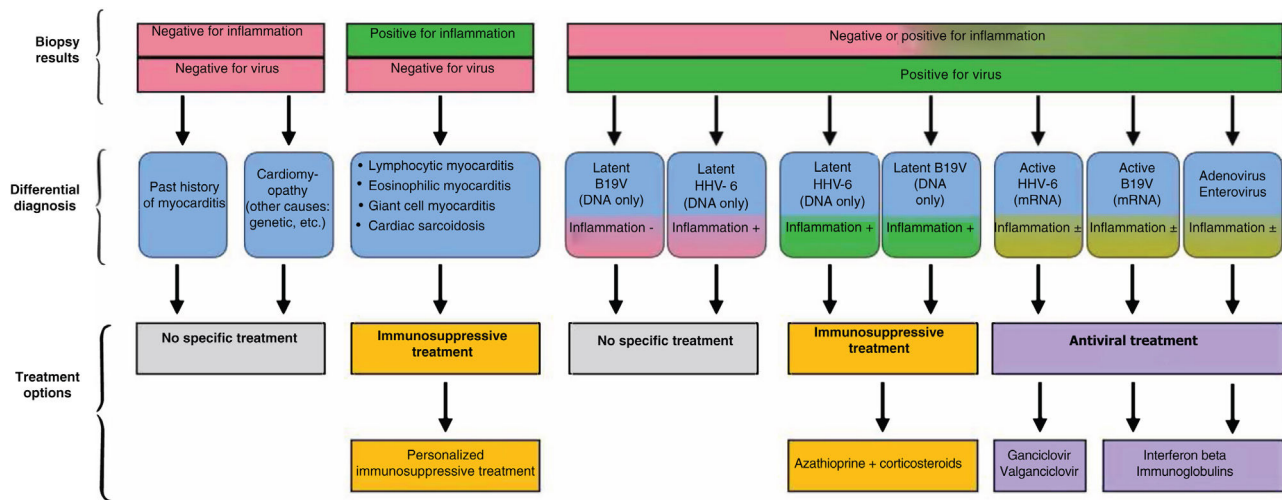 Biopsy
results
Negative for inflammation
Negative for virus
Positive for inflammation
Negative for virus
Negative or positive for inflammation
Positive for virus
Differential
diagnosis
Past history
of myocarditis
Cardiomy-
opathy
(other causes:
genetic, etc.)
• Lymphocytic myocarditis
• Eosinophilic myocarditis
• Giant cell myocarditis
• Cardiac sarcoidosis
Latent
B19V
(DNA only)
Inflammation -
Latent
HHV- 6
(DNA only)
Inflammation +
Latent
HHV-6
(DNA only)
Inflammation +
Latent B19V
(DNA
only)
Inflammation +
Active
HHV-6
(mRNA)
Inflammation ±
Active
B19V
(mRNA)
Inflammation ±
Adenovirus
Enterovirus
Inflammation ±
Treatment
options
No specific treatment
Immunosuppressive
treatment
No specific treatment
Immunosuppressive
treatment
Antiviral treatment
Personalized
immunosuppressive treatment
Azathioprine + corticosteroids
Ganciclovir
Valganciclovir
Interferon beta
Immunoglobulins